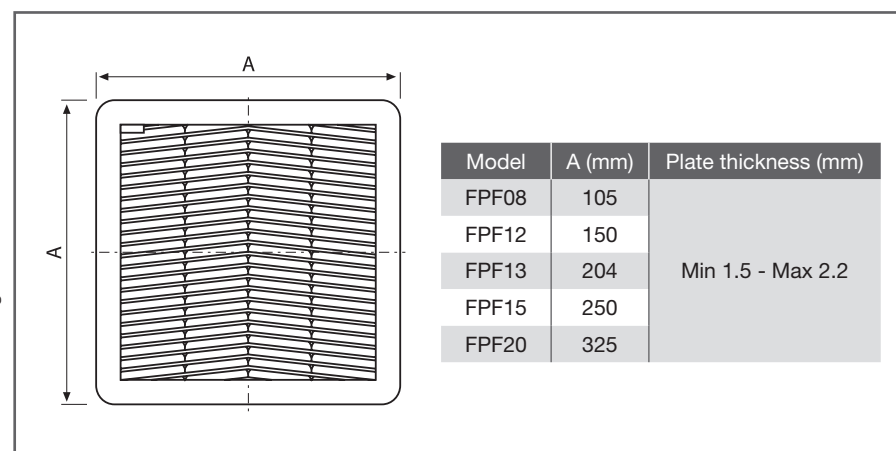 A
A
Model A (mm) Plate thickness (mm)
FPF08 105
FPF12 150
FPF13 204 Min 1.5 - Max 2.2
FPF15 250
FPF20 325